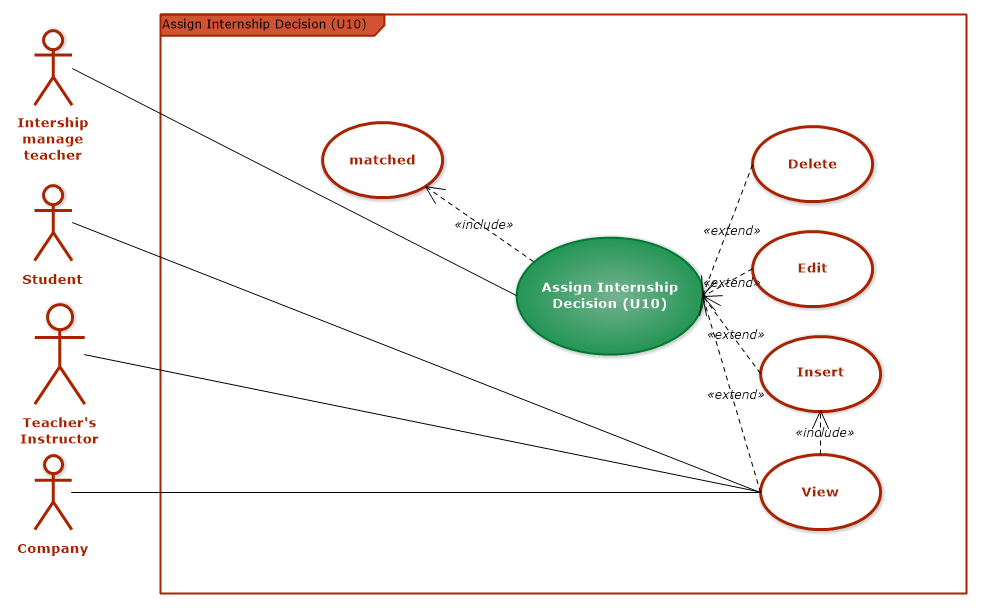 Assign Internship Decision (U10)
Intership
manage
teacher
matched
Delete
«include»
«extend»
Student
Edit
Assign Internship
Decision (U10)
«extend»
«extend»
Insert
«extend»
Teacher's
Instructor
«include»
View
Company